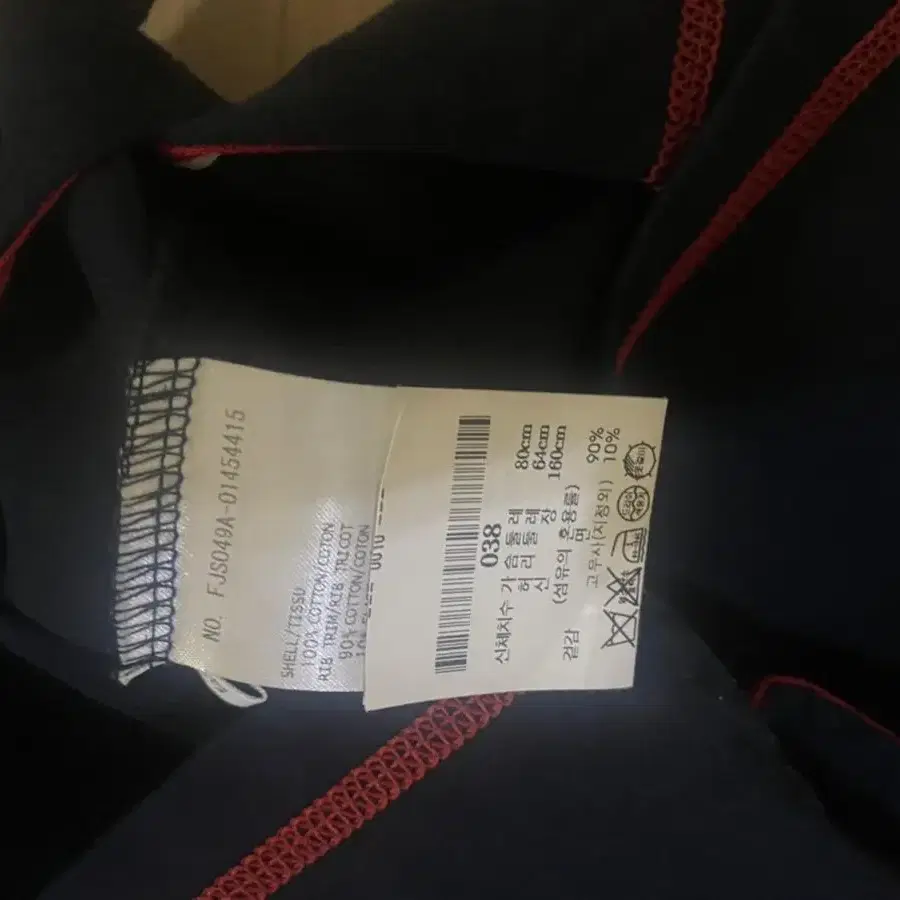 NO. FJS049A-01454415
SHELL/TISSU
100% COTTON/COTON
RIB TRIM/RIB TRICOT
90% COTTON/COTON
038
신체치수 가슴둘레 80cm
허리둘레 64cm
신장 160cm
(섬유의 혼용률)
겉감 면 90%
고무사(지정외) 10%